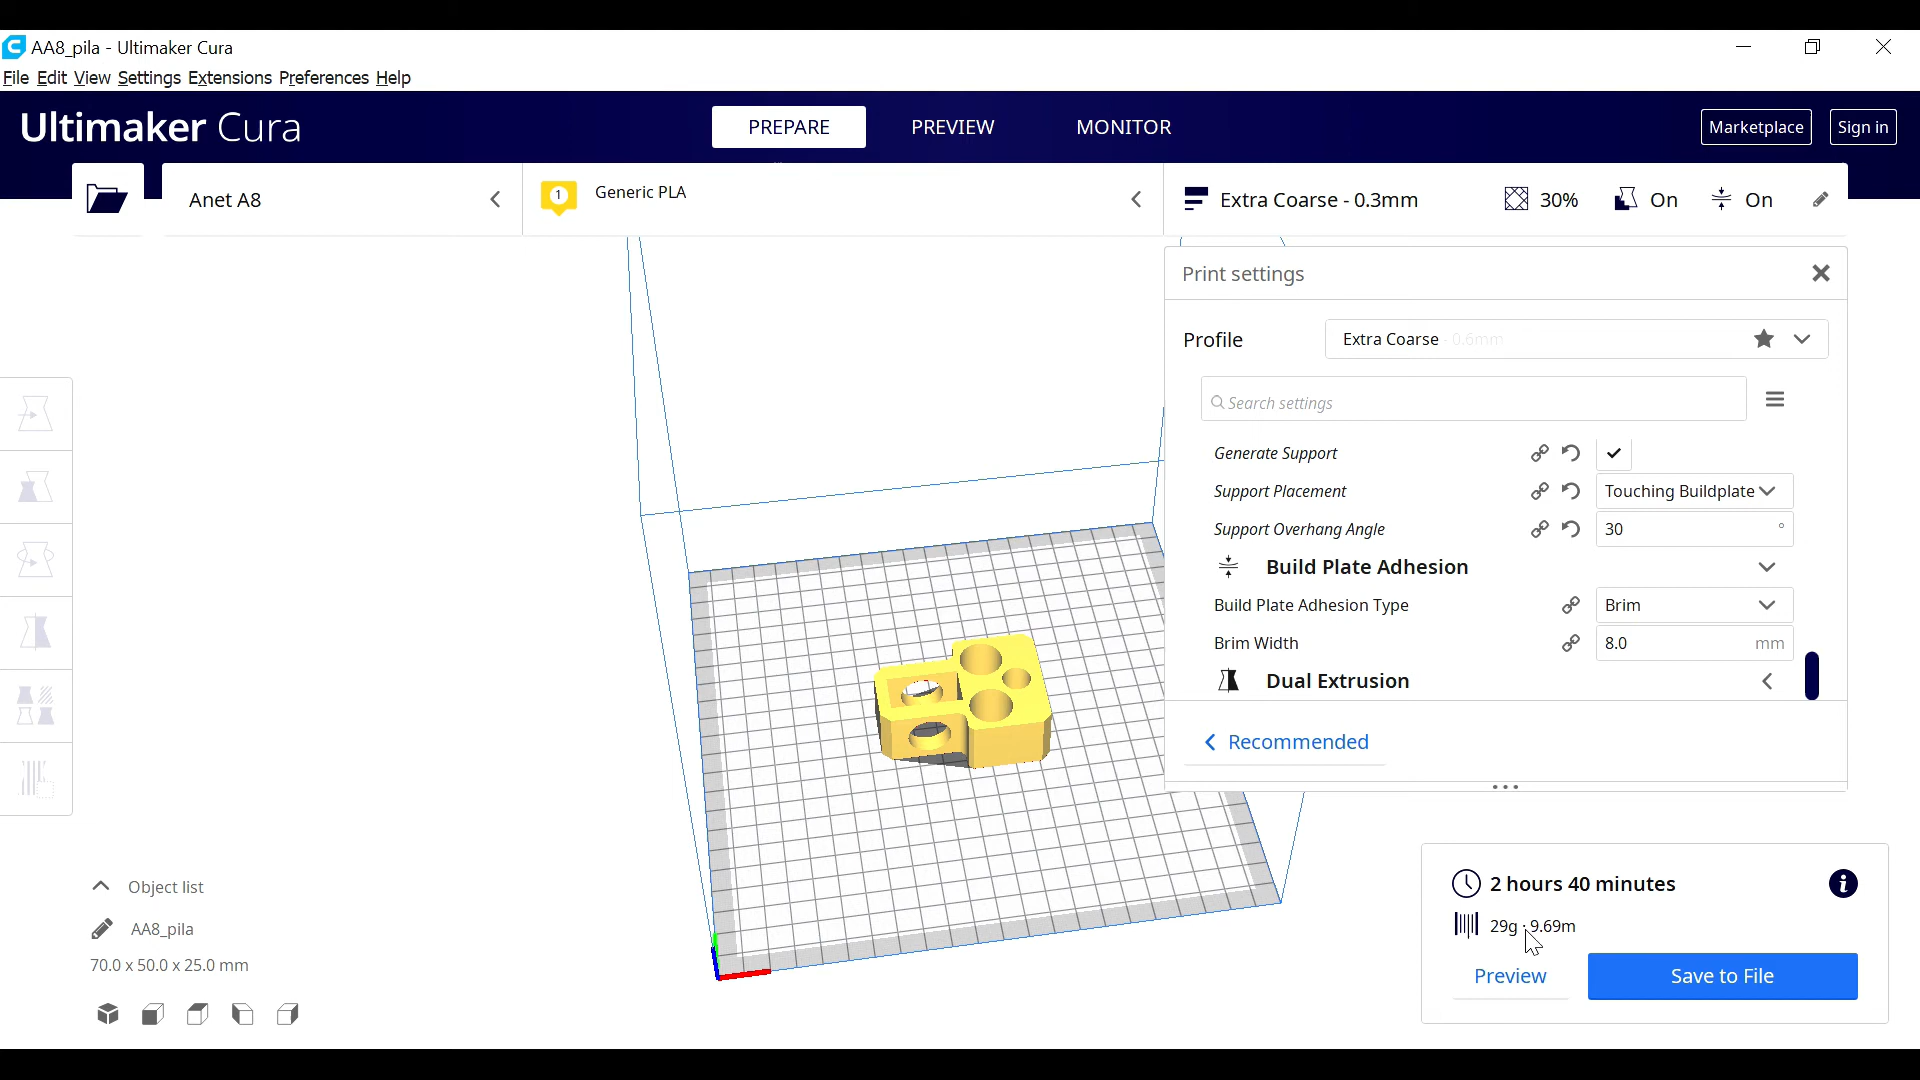 AA8_pila - Ultimaker Cura
File Edit View Settings Extensions Preferences Help
Ultimaker Cura PREPARE PREVIEW MONITOR Marketplace Sign in
Anet A8 1 Generic PLA Extra Coarse - 0.3mm 30% On On
Print settings
Profile Extra Coarse - 0.6mm
Search settings
Generate Support
Support Placement Touching Buildplate
Support Overhang Angle 30 °
Build Plate Adhesion
Build Plate Adhesion Type Brim
Brim Width 8.0 mm
Dual Extrusion
Recommended
Object list
AA8_pila
70.0 x 50.0 x 25.0 mm
2 hours 40 minutes
29g · 9.69m
Preview Save to File